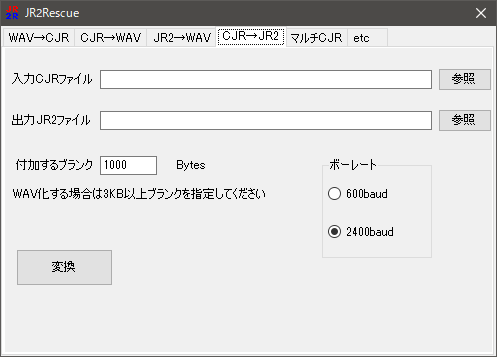 JR2Rescue
WAV→CJR CJR→WAV JR2→WAV CJR→JR2 マルチCJR etc
入力CJRファイル 参照
出力JR2ファイル 参照
付加するブランク 1000 Bytes
WAV化する場合は3KB以上ブランクを指定してください
ボーレート
600baud
2400baud
変換